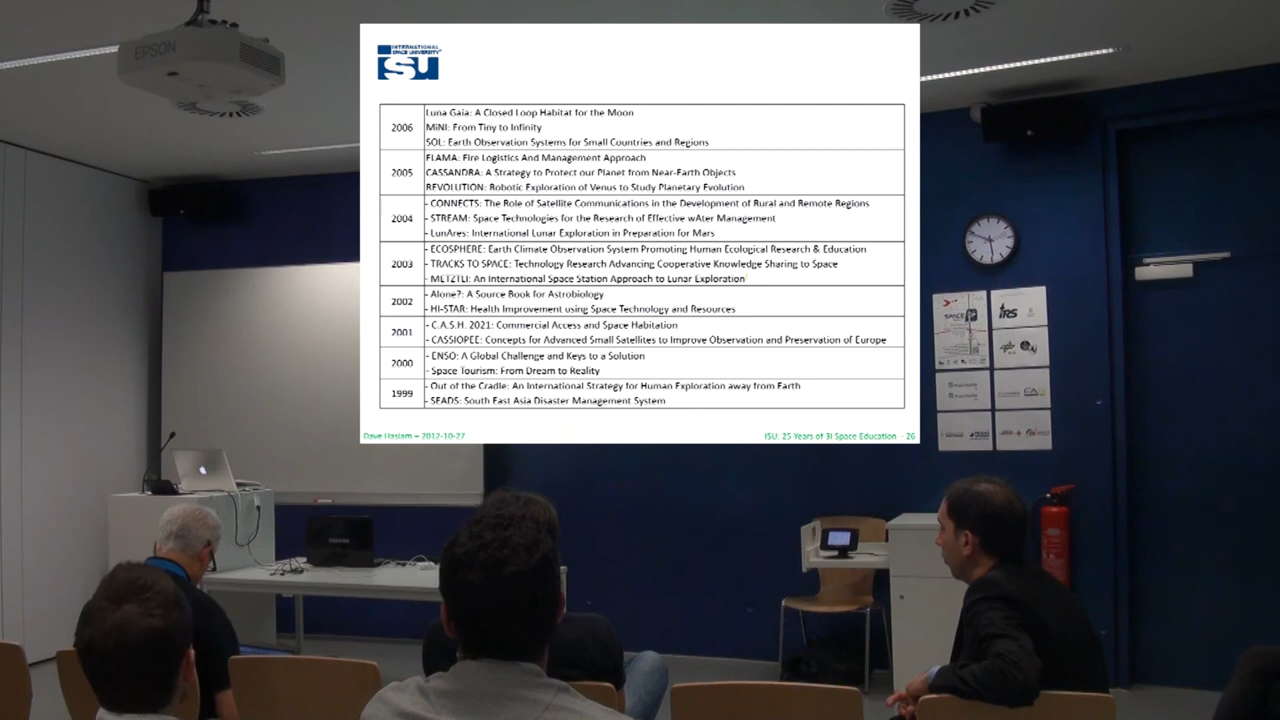 EPSON
INTERNATIONAL
SPACE UNIVERSITY
ISU
2006
Luna Gaia: A Closed Loop Habitat for the Moon
MiNI: From Tiny to Infinity
SOL: Earth Observation Systems for Small Countries and Regions
2005
FLAMA: Fire Logistics And Management Approach
CASSANDRA: A Strategy to Protect our Planet from Near-Earth Objects
REVOLUTION: Robotic Exploration of Venus to Study Planetary Evolution
2004
- CONNECTS: The Role of Satellite Communications in the Development of Rural and Remote Regions
- STREAM: Space Technologies for the Research of Effective wAter Management
- LunAres: International Lunar Exploration in Preparation for Mars
2003
- ECOSPHERE: Earth Climate Observation System Promoting Human Ecological Research & Education
- TRACKS TO SPACE: Technology Research Advancing Cooperative Knowledge Sharing to Space
- METZTLI: An International Space Station Approach to Lunar Exploration
2002
- Alone?: A Source Book for Astrobiology
- HI-STAR: Health Improvement using Space Technology and Resources
2001
- C.A.S.H. 2021: Commercial Access and Space Habitation
- CASSIOPEE: Concepts for Advanced Small Satellites to Improve Observation and Preservation of Europe
2000
- ENSO: A Global Challenge and Keys to a Solution
- Space Tourism: From Dream to Reality
1999
- Out of the Cradle: An International Strategy for Human Exploration away from Earth
- SEADS: South East Asia Disaster Management System
Dave Haslam – 2012-10-27
ISU: 25 Years of 3I Space Education - 26
SPACE
IRS
DLR
TOSHIBA